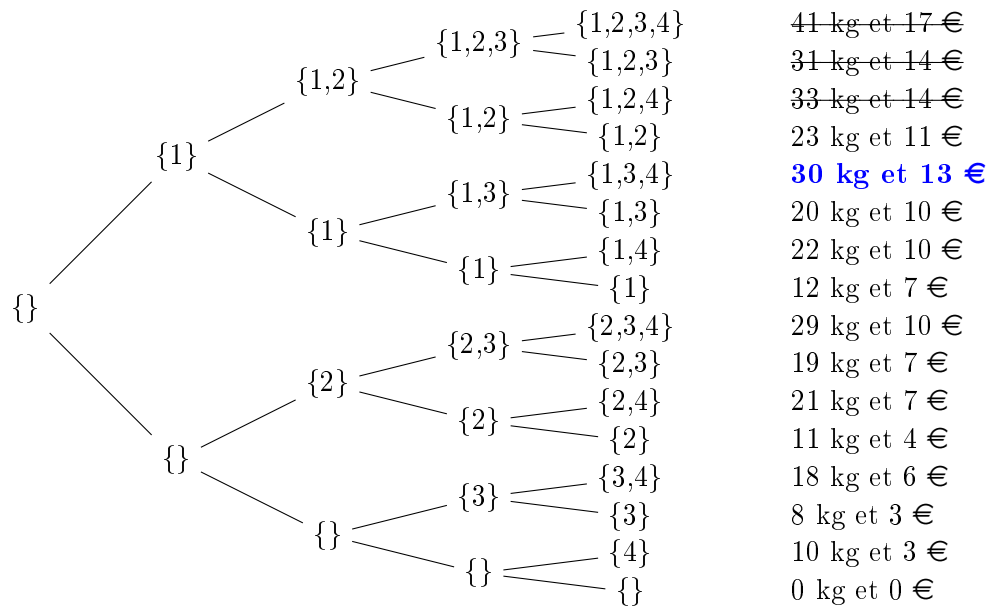 {1,2,3,4} 41 kg et 17 €
{1,2,3}
{1,2,3} 31 kg et 14 €
{1,2}
{1,2,4} 33 kg et 14 €
{1,2}
{1,2} 23 kg et 11 €
{1}
{1,3,4} 30 kg et 13 €
{1,3}
{1,3} 20 kg et 10 €
{1}
{1,4} 22 kg et 10 €
{1}
{1} 12 kg et 7 €
{}
{2,3,4} 29 kg et 10 €
{2,3}
{2,3} 19 kg et 7 €
{2}
{2,4} 21 kg et 7 €
{2}
{2} 11 kg et 4 €
{}
{3,4} 18 kg et 6 €
{3}
{3} 8 kg et 3 €
{}
{4} 10 kg et 3 €
{}
{} 0 kg et 0 €